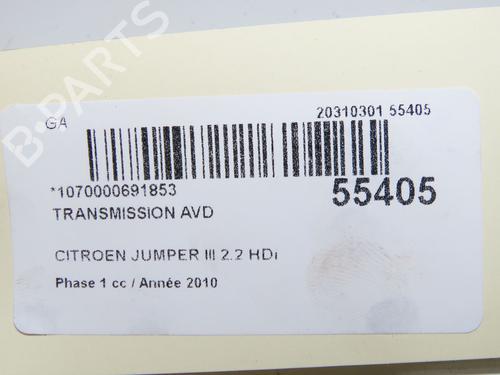 GA
20310301 55405
*1070000691853
55405
TRANSMISSION AVD
CITROEN JUMPER III 2.2 HDi
Phase 1 cc / Année 2010
B-PARTS